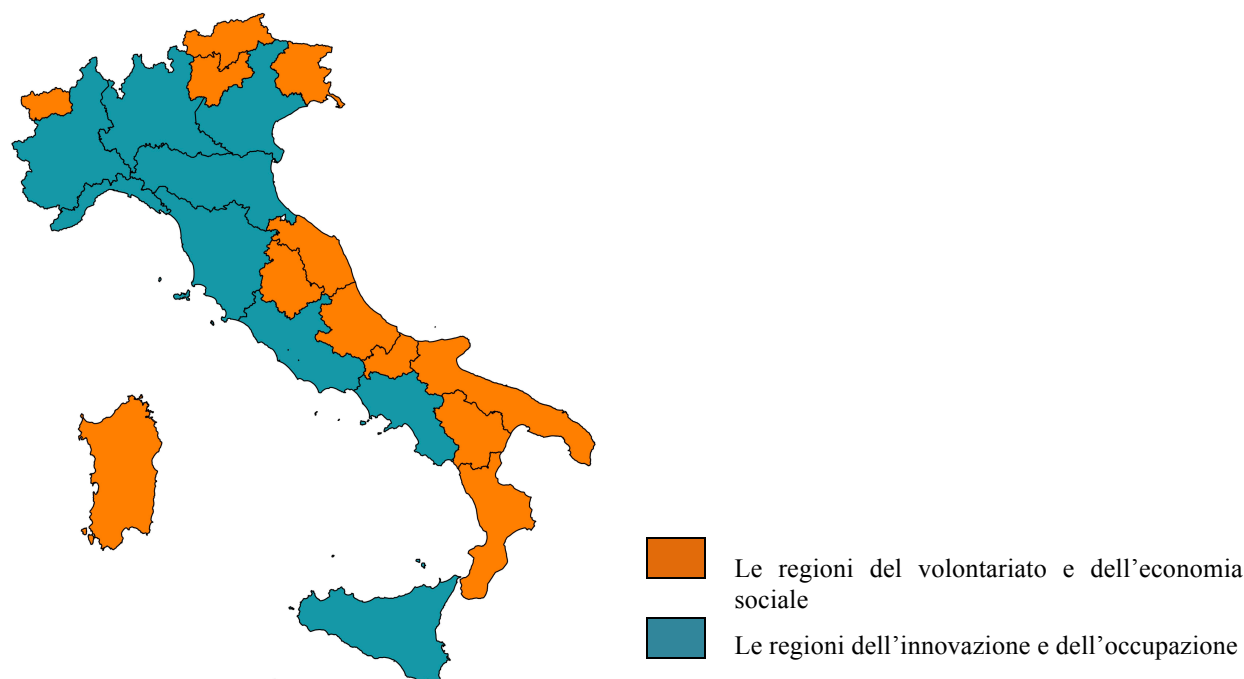 Le regioni del volontariato e dell’economia
sociale
Le regioni dell’innovazione e dell’occupazione